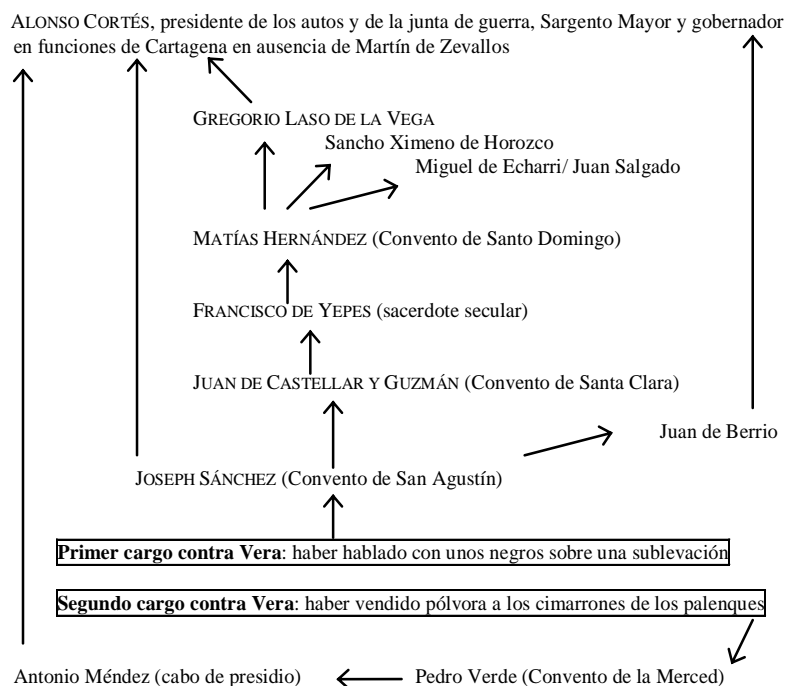 ALONSO CORTÉS, presidente de los autos y de la junta de guerra, Sargento Mayor y gobernador
en funciones de Cartagena en ausencia de Martín de Zevallos
GREGORIO LASO DE LA VEGA
Sancho Ximeno de Horozco
Miguel de Echarri/ Juan Salgado
MATÍAS HERNÁNDEZ (Convento de Santo Domingo)
FRANCISCO DE YEPES (sacerdote secular)
JUAN DE CASTELLAR Y GUZMÁN (Convento de Santa Clara)
Juan de Berrio
JOSEPH SÁNCHEZ (Convento de San Agustín)
Primer cargo contra Vera: haber hablado con unos negros sobre una sublevación
Segundo cargo contra Vera: haber vendido pólvora a los cimarrones de los palenques
Antonio Méndez (cabo de presidio) Pedro Verde (Convento de la Merced)